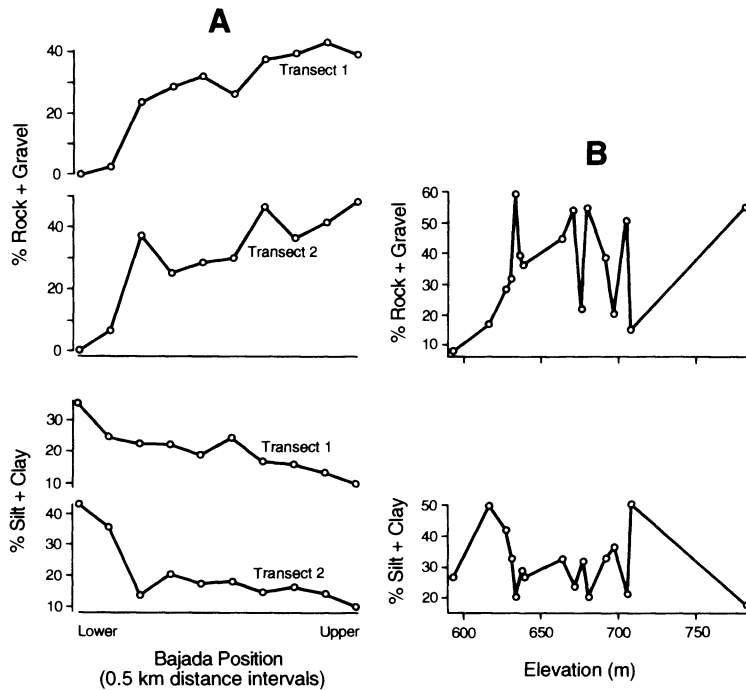 A
% Rock + Gravel
40
20
0
Transect 1
40
20
0
Transect 2
% Silt + Clay
30
20
10
Transect 1
40
30
20
10
Transect 2
Lower Upper
Bajada Position
(0.5 km distance intervals)
B
% Rock + Gravel
60
50
40
30
20
10
% Silt + Clay
50
40
30
20
600 650 700 750
Elevation (m)